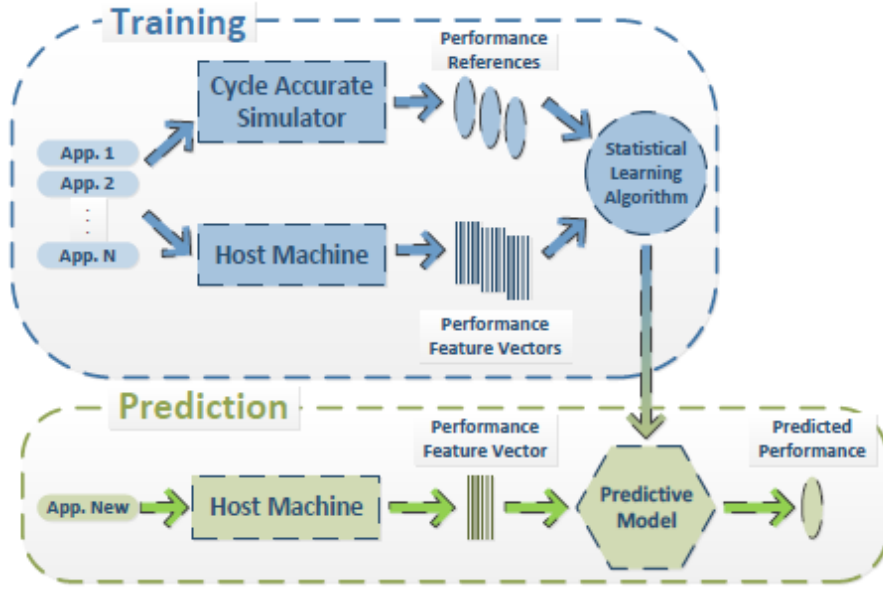 Training
Performance
References
Cycle Accurate
Simulator
App. 1
App. 2
.
.
.
App. N
Host Machine
Statistical
Learning
Algorithm
Performance
Feature Vectors
Prediction
Performance
Feature Vector
Predicted
Performance
App. New
Host Machine
Predictive
Model